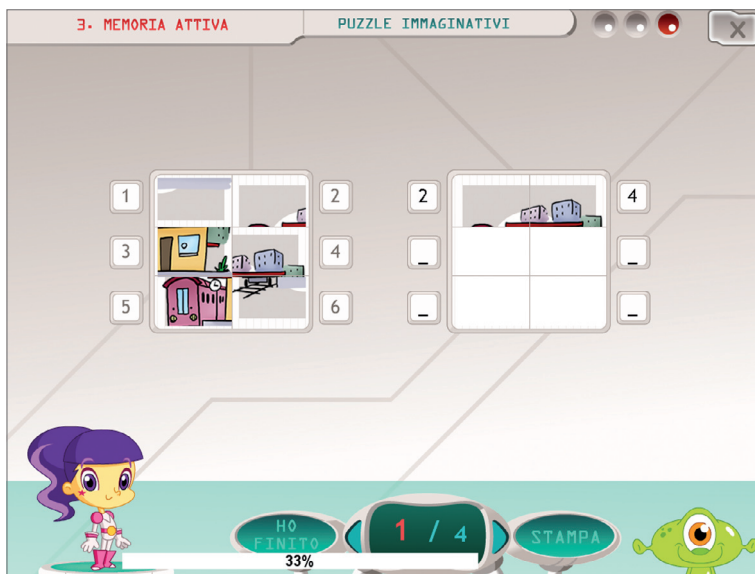 3. MEMORIA ATTIVA
PUZZLE IMMAGINATIVI
X
1
2
2
4
3
4
_
_
5
6
_
_
HO
FINITO
1 / 4
STAMPA
33%